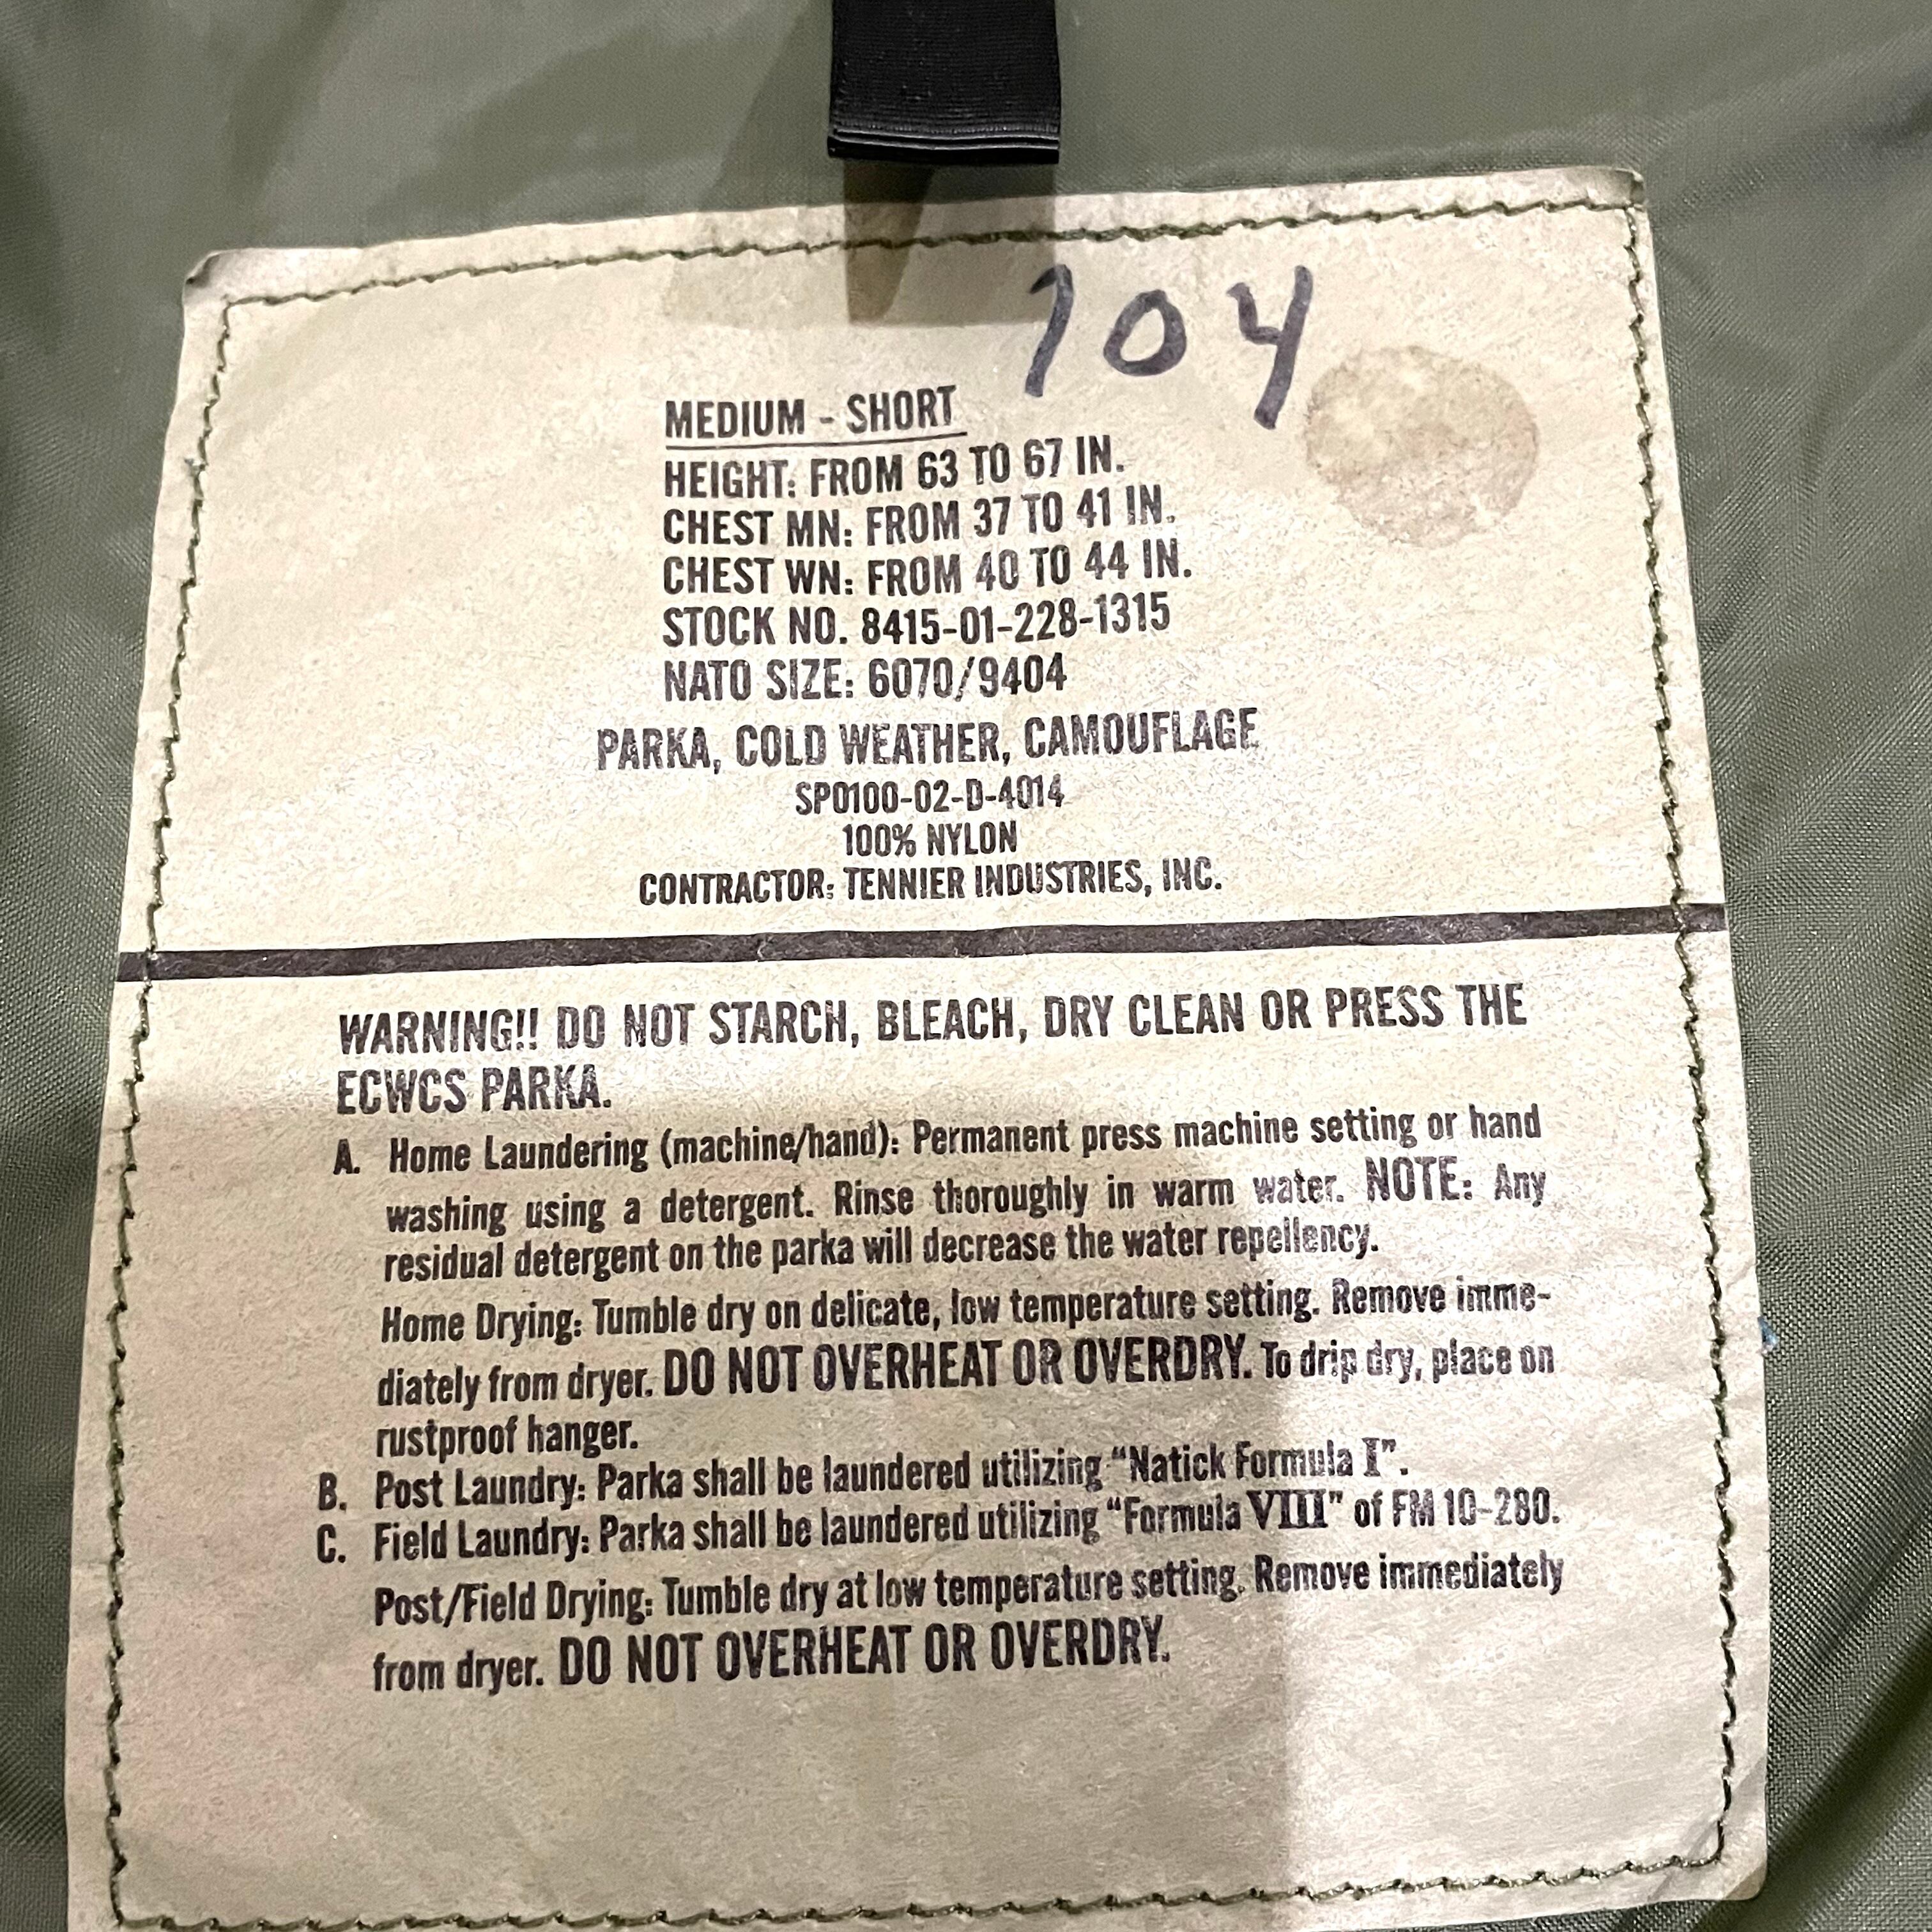 104
MEDIUM - SHORT
HEIGHT: FROM 63 TO 67 IN.
CHEST MN: FROM 37 TO 41 IN.
CHEST WN: FROM 40 TO 44 IN.
STOCK NO. 8415-01-228-1315
NATO SIZE: 6070/9404
PARKA, COLD WEATHER, CAMOUFLAGE
SP0100-02-D-4014
100% NYLON
CONTRACTOR: TENNIER INDUSTRIES, INC.
WARNING!! DO NOT STARCH, BLEACH, DRY CLEAN OR PRESS THE
ECWCS PARKA.
A. Home Laundering (machine/hand): Permanent press machine setting or hand
washing using a detergent. Rinse thoroughly in warm water. NOTE: Any
residual detergent on the parka will decrease the water repellency.
Home Drying: Tumble dry on delicate, low temperature setting. Remove imme-
diately from dryer. DO NOT OVERHEAT OR OVERDRY. To drip dry, place on
rustproof hanger.
B. Post Laundry: Parka shall be laundered utilizing "Natick Formula I".
C. Field Laundry: Parka shall be laundered utilizing "Formula VIII" of FM 10-280.
Post/Field Drying: Tumble dry at low temperature setting. Remove immediately
from dryer. DO NOT OVERHEAT OR OVERDRY.